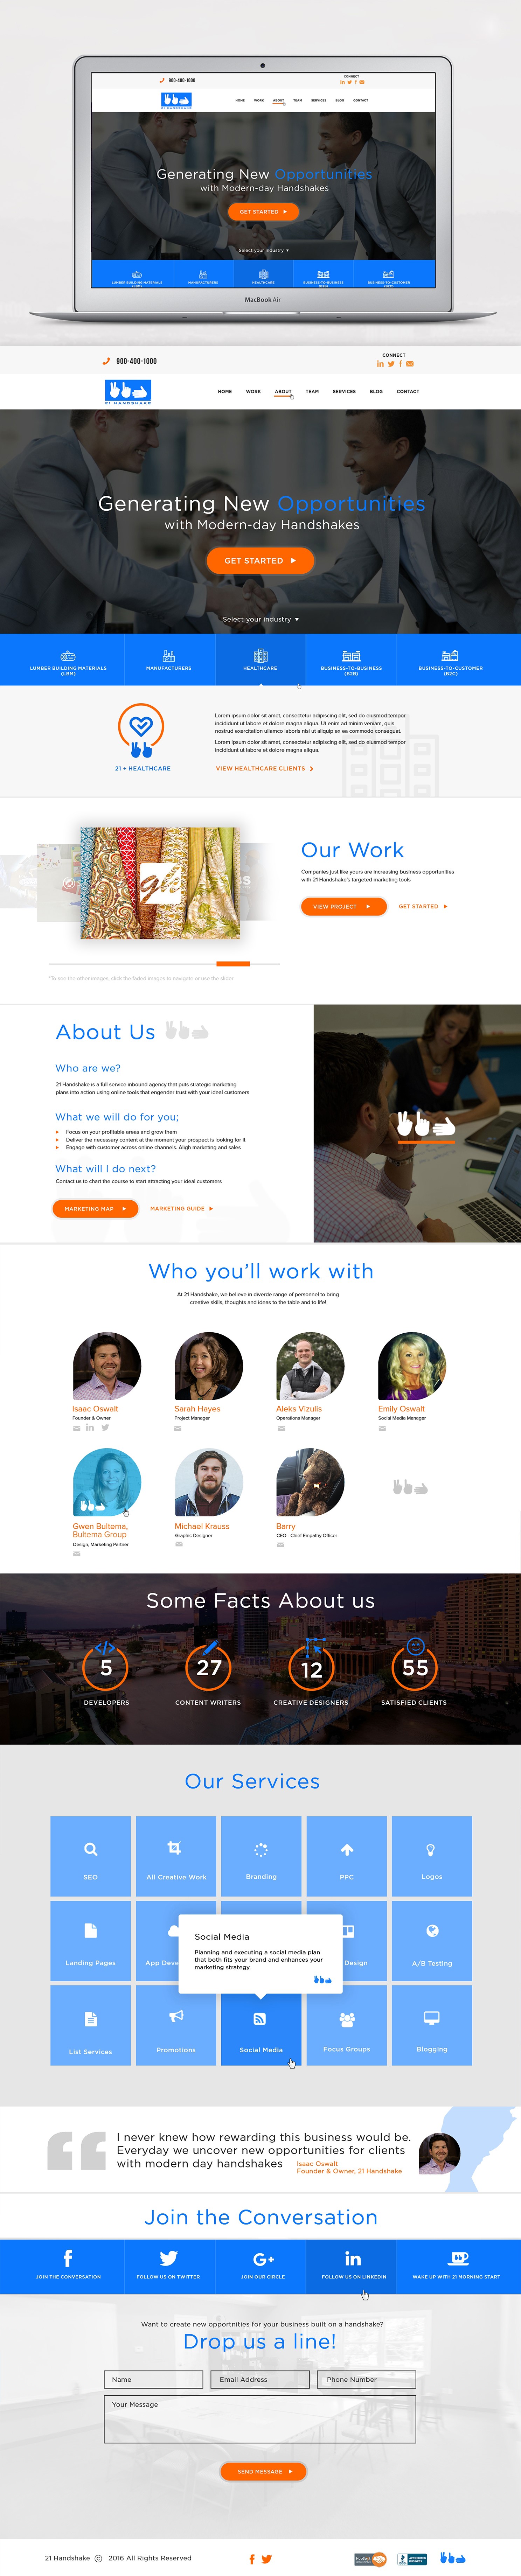 900-400-1000
CONNECT
21 HANDSHAKE
HOME WORK ABOUT TEAM SERVICES BLOG CONTACT
Generating New Opportunities
with Modern-day Handshakes
GET STARTED
Select your industry
LUMBER BUILDING MATERIALS
(LBM)
MANUFACTURERS
HEALTHCARE
BUSINESS-TO-BUSINESS
(B2B)
BUSINESS-TO-CUSTOMER
(B2C)
MacBook Air
900-400-1000
CONNECT
21 HANDSHAKE
HOME WORK ABOUT TEAM SERVICES BLOG CONTACT
Generating New Opportunities
with Modern-day Handshakes
GET STARTED
Select your industry
LUMBER BUILDING MATERIALS
(LBM)
MANUFACTURERS
HEALTHCARE
BUSINESS-TO-BUSINESS
(B2B)
BUSINESS-TO-CUSTOMER
(B2C)
21 + HEALTHCARE
Lorem ipsum dolor sit amet, consectetur adipiscing elit, sed do eiusmod tempor
incididunt ut labore et dolore magna aliqua. Ut enim ad minim veniam, quis
nostrud exercitation ullamco laboris nisi ut aliquip ex ea commodo consequat.
Lorem ipsum dolor sit amet, consectetur adipiscing elit, sed do eiusmod tempor
incididunt ut labore et dolore magna aliqua.
VIEW HEALTHCARE CLIENTS
Our Work
Companies just like yours are increasing business opportunities
with 21 Handshake's targeted marketing tools
VIEW PROJECT
GET STARTED
*To see the other images, click the faded images to navigate or use the slider
About Us
Who are we?
21 Handshake is a full service inbound agency that puts strategic marketing
plans into action using online tools that engender trust with your ideal customers
What we will do for you;
Focus on your profitable areas and grow them
Deliver the necessary content at the moment your prospect is looking for it
Engage with customer across online channels. Aligh marketing and sales
What will I do next?
Contact us to chart the course to start attracting your ideal customers
MARKETING MAP
MARKETING GUIDE
Who you'll work with
At 21 Handshake, we believe in diverde range of personnel to bring
creative skills, thoughts and ideas to the table and to life!
Isaac Oswalt
Founder & Owner
Sarah Hayes
Project Manager
Aleks Vizulis
Operations Manager
Emily Oswalt
Social Media Manager
Gwen Bultema,
Bultema Group
Design, Marketing Partner
Michael Krauss
Graphic Designer
Barry
CEO - Chief Empathy Officer
Some Facts About us
5
DEVELOPERS
27
CONTENT WRITERS
12
CREATIVE DESIGNERS
55
SATISFIED CLIENTS
Our Services
SEO
All Creative Work
Branding
PPC
Logos
Landing Pages
App Deve
Design
A/B Testing
Social Media
Planning and executing a social media plan
that both fits your brand and enhances your
marketing strategy.
List Services
Promotions
Social Media
Focus Groups
Blogging
I never knew how rewarding this business would be.
Everyday we uncover new opportunities for clients
with modern day handshakes
Isaac Oswalt
Founder & Owner, 21 Handshake
Join the Conversation
JOIN THE CONVERSATION
FOLLOW US ON TWITTER
G+
JOIN OUR CIRCLE
FOLLOW US ON LINKEDIN
WAKE UP WITH 21 MORNING START
Want to create new opportnities for your business built on a handshake?
Drop us a line!
Name
Email Address
Phone Number
Your Message
SEND MESSAGE
21 Handshake © 2016 All Rights Reserved
ACCREDITED
BUSINESS